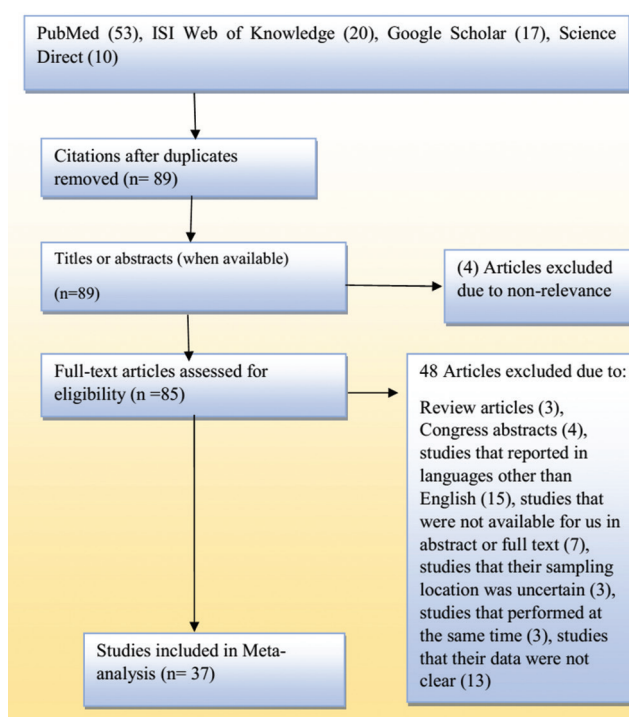 PubMed (53), ISI Web of Knowledge (20), Google Scholar (17), Science
Direct (10)
Citations after duplicates
removed (n= 89)
Titles or abstracts (when available)
(n=89)
(4) Articles excluded
due to non-relevance
Full-text articles assessed for
eligibility (n =85)
48 Articles excluded due to:
Review articles (3),
Congress abstracts (4),
studies that reported in
languages other than
English (15), studies that
were not available for us in
abstract or full text (7),
studies that their sampling
location was uncertain (3),
studies that performed at
the same time (3), studies
that their data were not
clear (13)
Studies included in Meta-
analysis (n= 37)